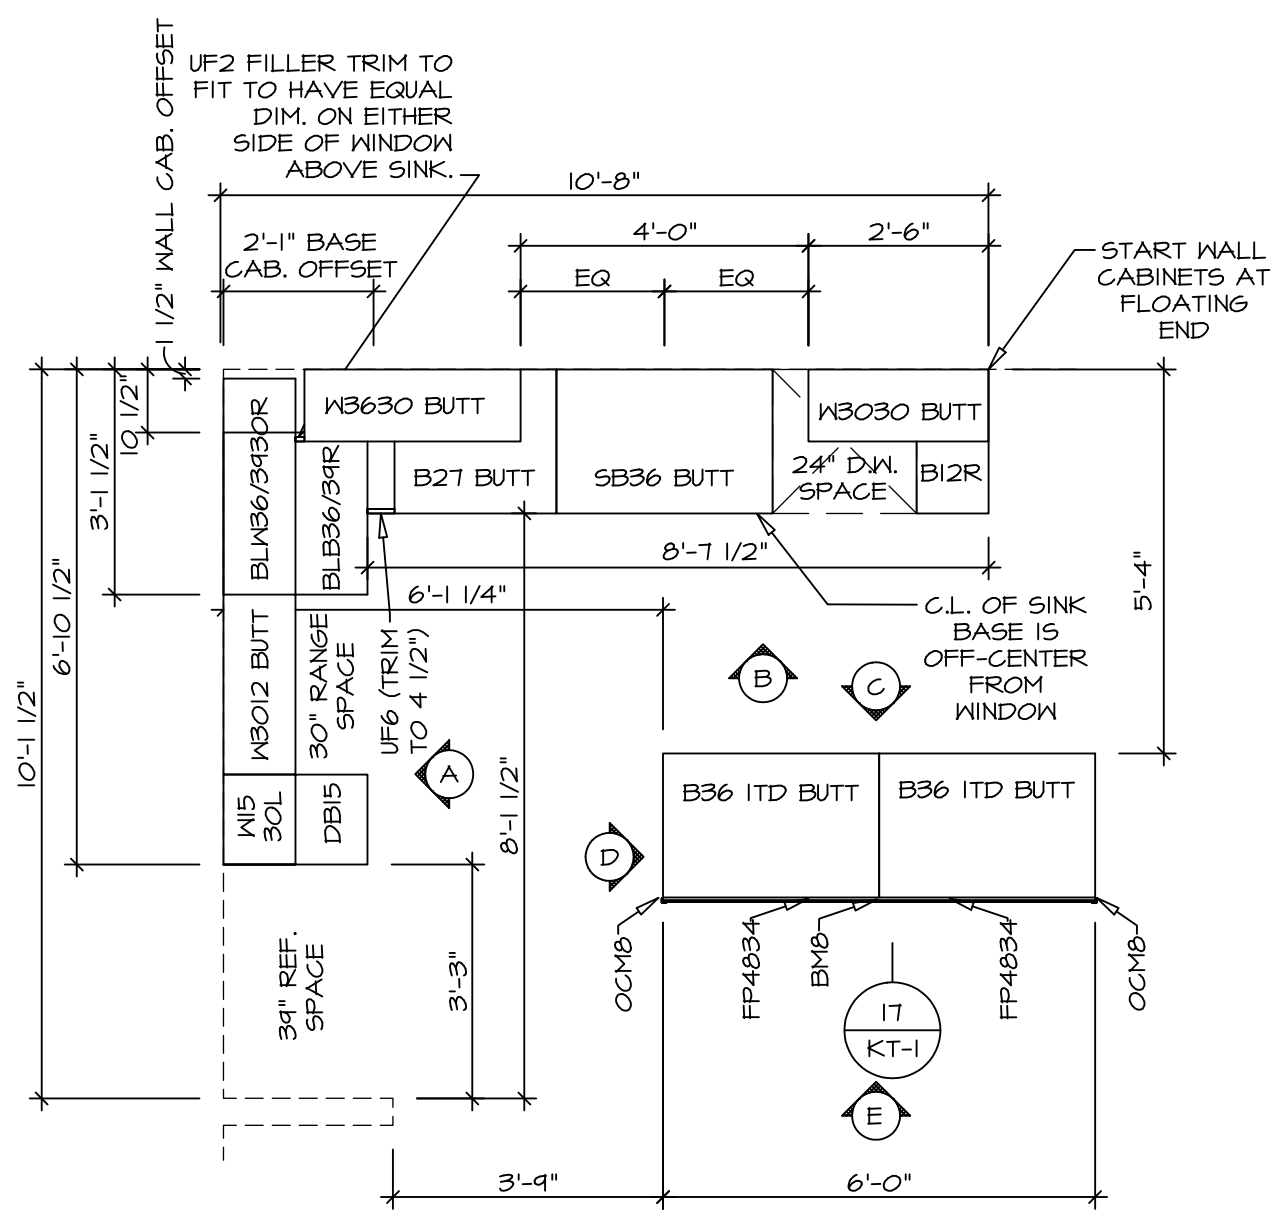 1 1/2" WALL CAB. OFFSET
UF2 FILLER TRIM TO
FIT TO HAVE EQUAL
DIM. ON EITHER
SIDE OF WINDOW
ABOVE SINK.
10'-8"
2'-1" BASE
CAB. OFFSET
4'-0"
2'-6"
EQ
EQ
START WALL
CABINETS AT
FLOATING
END
10 1/2"
3'-1 1/2"
6'-10 1/2"
10'-1 1/2"
BLW36/3930R
BLB36/39R
W3630 BUTT
B27 BUTT
SB36 BUTT
24" D.W.
SPACE
W3030 BUTT
B12R
8'-7 1/2"
6'-1 1/4"
5'-4"
C.L. OF SINK
BASE IS
OFF-CENTER
FROM
WINDOW
W3012 BUTT
30" RANGE
SPACE
UF6 (TRIM
TO 4 1/2")
B
C
A
W15
30L
DB15
8'-1 1/2"
B36 1TD BUTT
B36 1TD BUTT
D
39" REF.
SPACE
3'-3"
OCM8
FP4834
BM8
FP4834
OCM8
17
KT-1
E
3'-9"
6'-0"